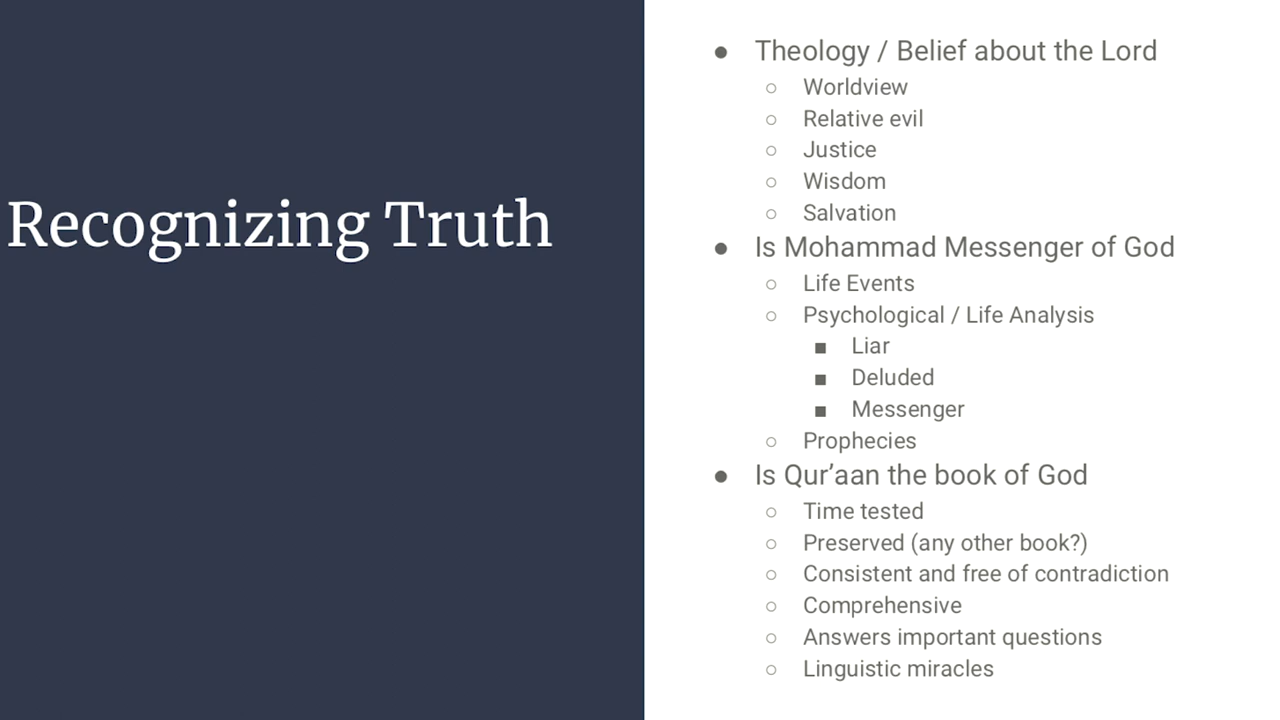 Recognizing Truth
● Theology / Belief about the Lord
○ Worldview
○ Relative evil
○ Justice
○ Wisdom
○ Salvation
● Is Mohammad Messenger of God
○ Life Events
○ Psychological / Life Analysis
■ Liar
■ Deluded
■ Messenger
○ Prophecies
● Is Qur’aan the book of God
○ Time tested
○ Preserved (any other book?)
○ Consistent and free of contradiction
○ Comprehensive
○ Answers important questions
○ Linguistic miracles